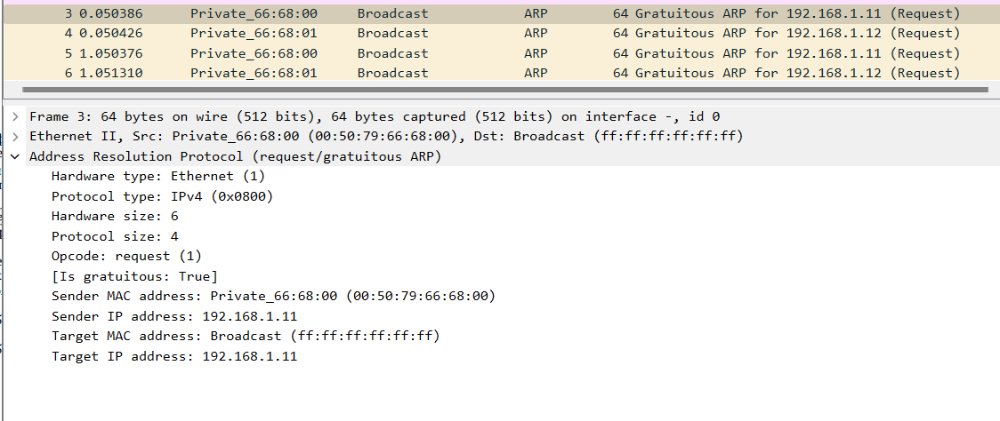 3 0.050386 Private_66:68:00 Broadcast ARP 64 Gratuitous ARP for 192.168.1.11 (Request)
4 0.050426 Private_66:68:01 Broadcast ARP 64 Gratuitous ARP for 192.168.1.12 (Request)
5 1.050376 Private_66:68:00 Broadcast ARP 64 Gratuitous ARP for 192.168.1.11 (Request)
6 1.051310 Private_66:68:01 Broadcast ARP 64 Gratuitous ARP for 192.168.1.12 (Request)
Frame 3: 64 bytes on wire (512 bits), 64 bytes captured (512 bits) on interface -, id 0
Ethernet II, Src: Private_66:68:00 (00:50:79:66:68:00), Dst: Broadcast (ff:ff:ff:ff:ff:ff)
Address Resolution Protocol (request/gratuitous ARP)
Hardware type: Ethernet (1)
Protocol type: IPv4 (0x0800)
Hardware size: 6
Protocol size: 4
Opcode: request (1)
[Is gratuitous: True]
Sender MAC address: Private_66:68:00 (00:50:79:66:68:00)
Sender IP address: 192.168.1.11
Target MAC address: Broadcast (ff:ff:ff:ff:ff:ff)
Target IP address: 192.168.1.11